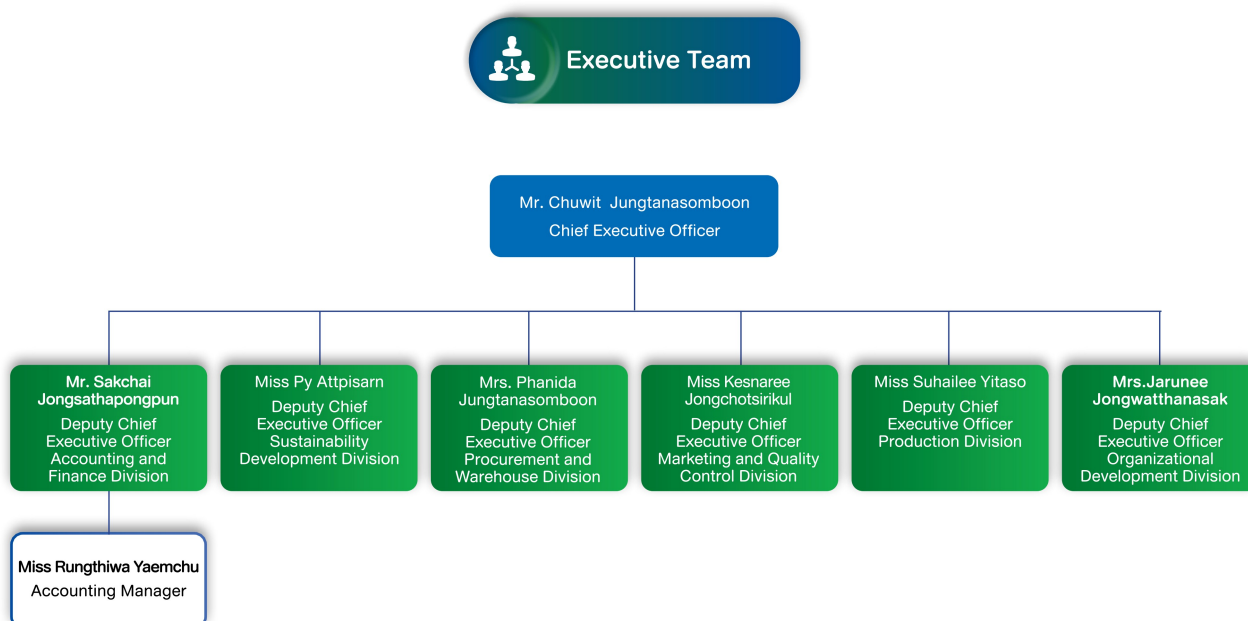 Executive Team
Mr. Chuwit Jungtanasomboon
Chief Executive Officer
Mr. Sakchai
Jongsathapongpun
Deputy Chief
Executive Officer
Accounting and
Finance Division
Miss Py Attpisarn
Deputy Chief
Executive Officer
Sustainability
Development Division
Mrs. Phanida
Jungtanasomboon
Deputy Chief
Executive Officer
Procurement and
Warehouse Division
Miss Kesnaree
Jongchotsirikul
Deputy Chief
Executive Officer
Marketing and Quality
Control Division
Miss Suhailee Yitaso
Deputy Chief
Executive Officer
Production Division
Mrs.Jarunee
Jongwatthanasak
Deputy Chief
Executive Officer
Organizational
Development Division
Miss Rungthiwa Yaemchu
Accounting Manager